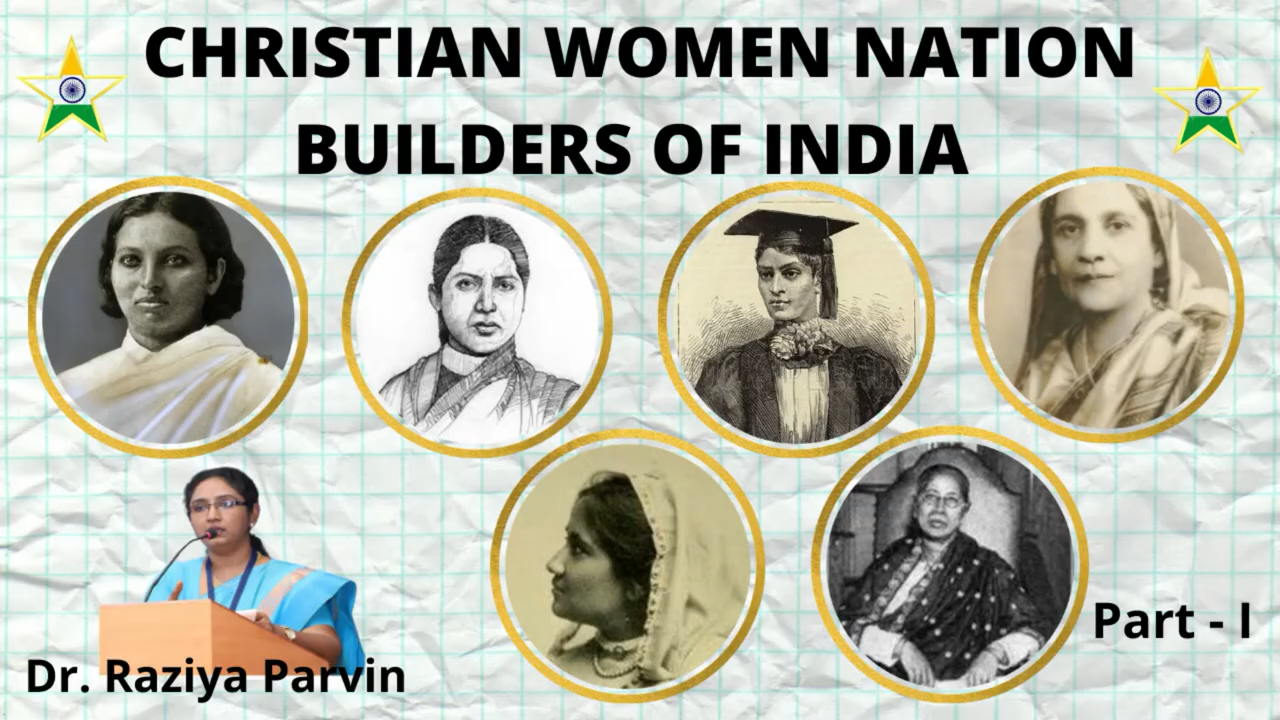 CHRISTIAN WOMEN NATION
BUILDERS OF INDIA
Part - I
Dr. Raziya Parvin